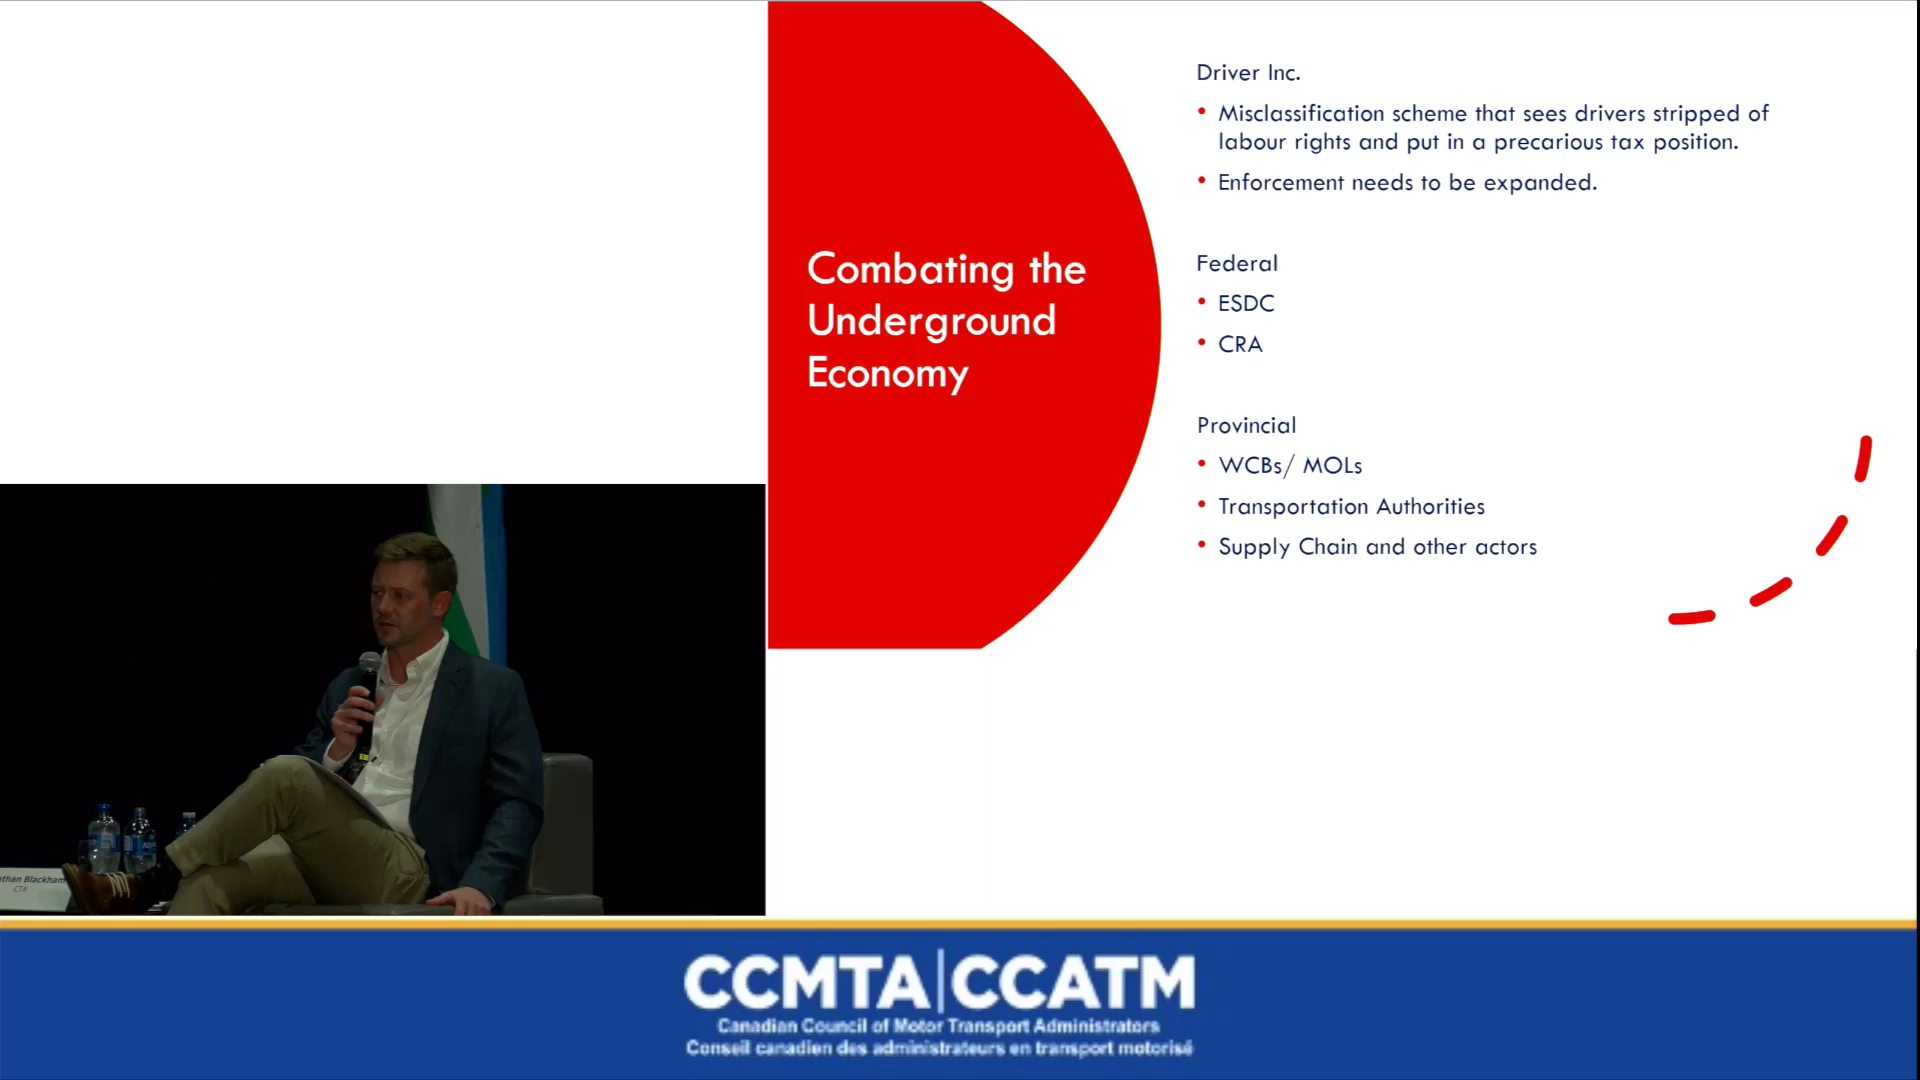 Combating the
Underground
Economy
Driver Inc.
• Misclassification scheme that sees drivers stripped of
labour rights and put in a precarious tax position.
• Enforcement needs to be expanded.
Federal
• ESDC
• CRA
Provincial
• WCBs/ MOLs
• Transportation Authorities
• Supply Chain and other actors
Blackham
CTA
CCMTA|CCATM
Canadian Council of Motor Transport Administrators
Conseil canadien des administrateurs en transport motorisé